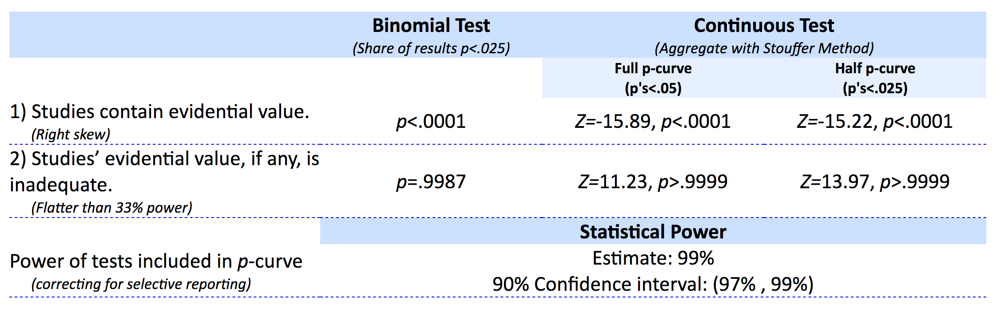 Binomial Test
Continuous Test
(Share of results p<.025)
(Aggregate with Stouffer Method)
Full p-curve
Half p-curve
(p's<.05)
(p's<.025)
1) Studies contain evidential value.
(Right skew)
p<.0001
Z=-15.89, p<.0001
Z=-15.22, p<.0001
2) Studies’ evidential value, if any, is
inadequate.
(Flatter than 33% power)
p=.9987
Z=11.23, p>.9999
Z=13.97, p>.9999
Statistical Power
Power of tests included in p-curve
(correcting for selective reporting)
Estimate: 99%
90% Confidence interval: (97% , 99%)